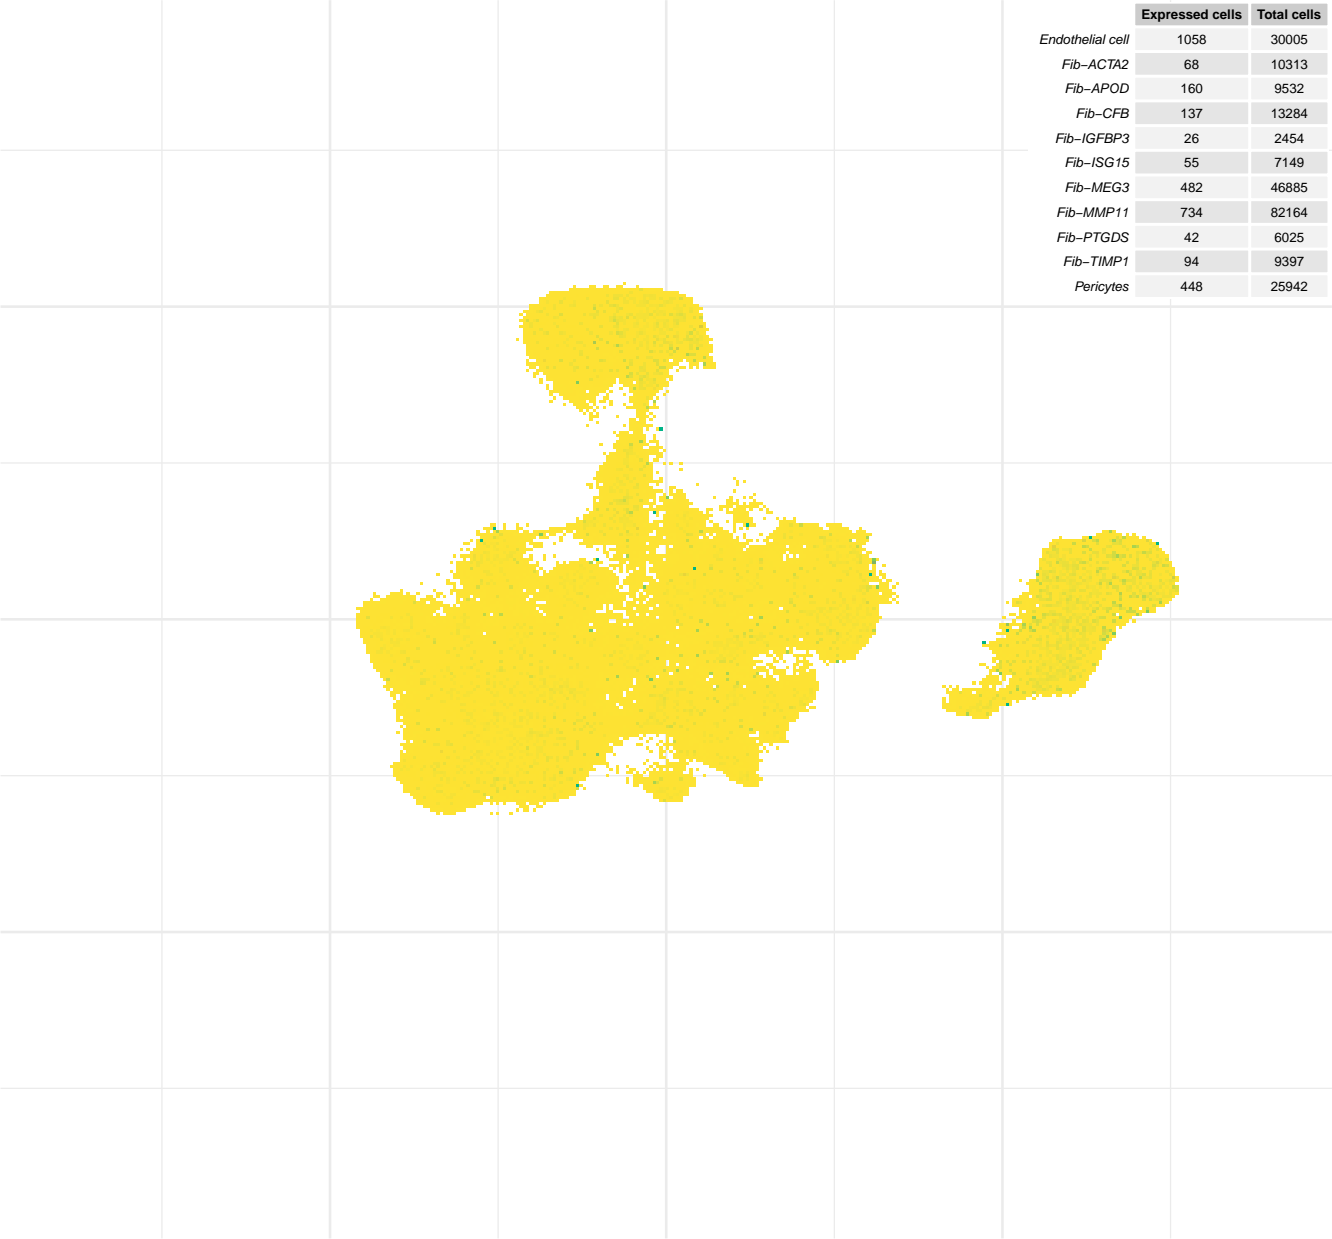 Expressed cells Total cells
Endothelial cell 1058 30005
Fib−ACTA2 68 10313
Fib−APOD 160 9532
Fib−CFB 137 13284
Fib−IGFBP3 26 2454
Fib−ISG15 55 7149
Fib−MEG3 482 46885
Fib−MMP11 734 82164
Fib−PTGDS 42 6025
Fib−TIMP1 94 9397
Pericytes 448 25942